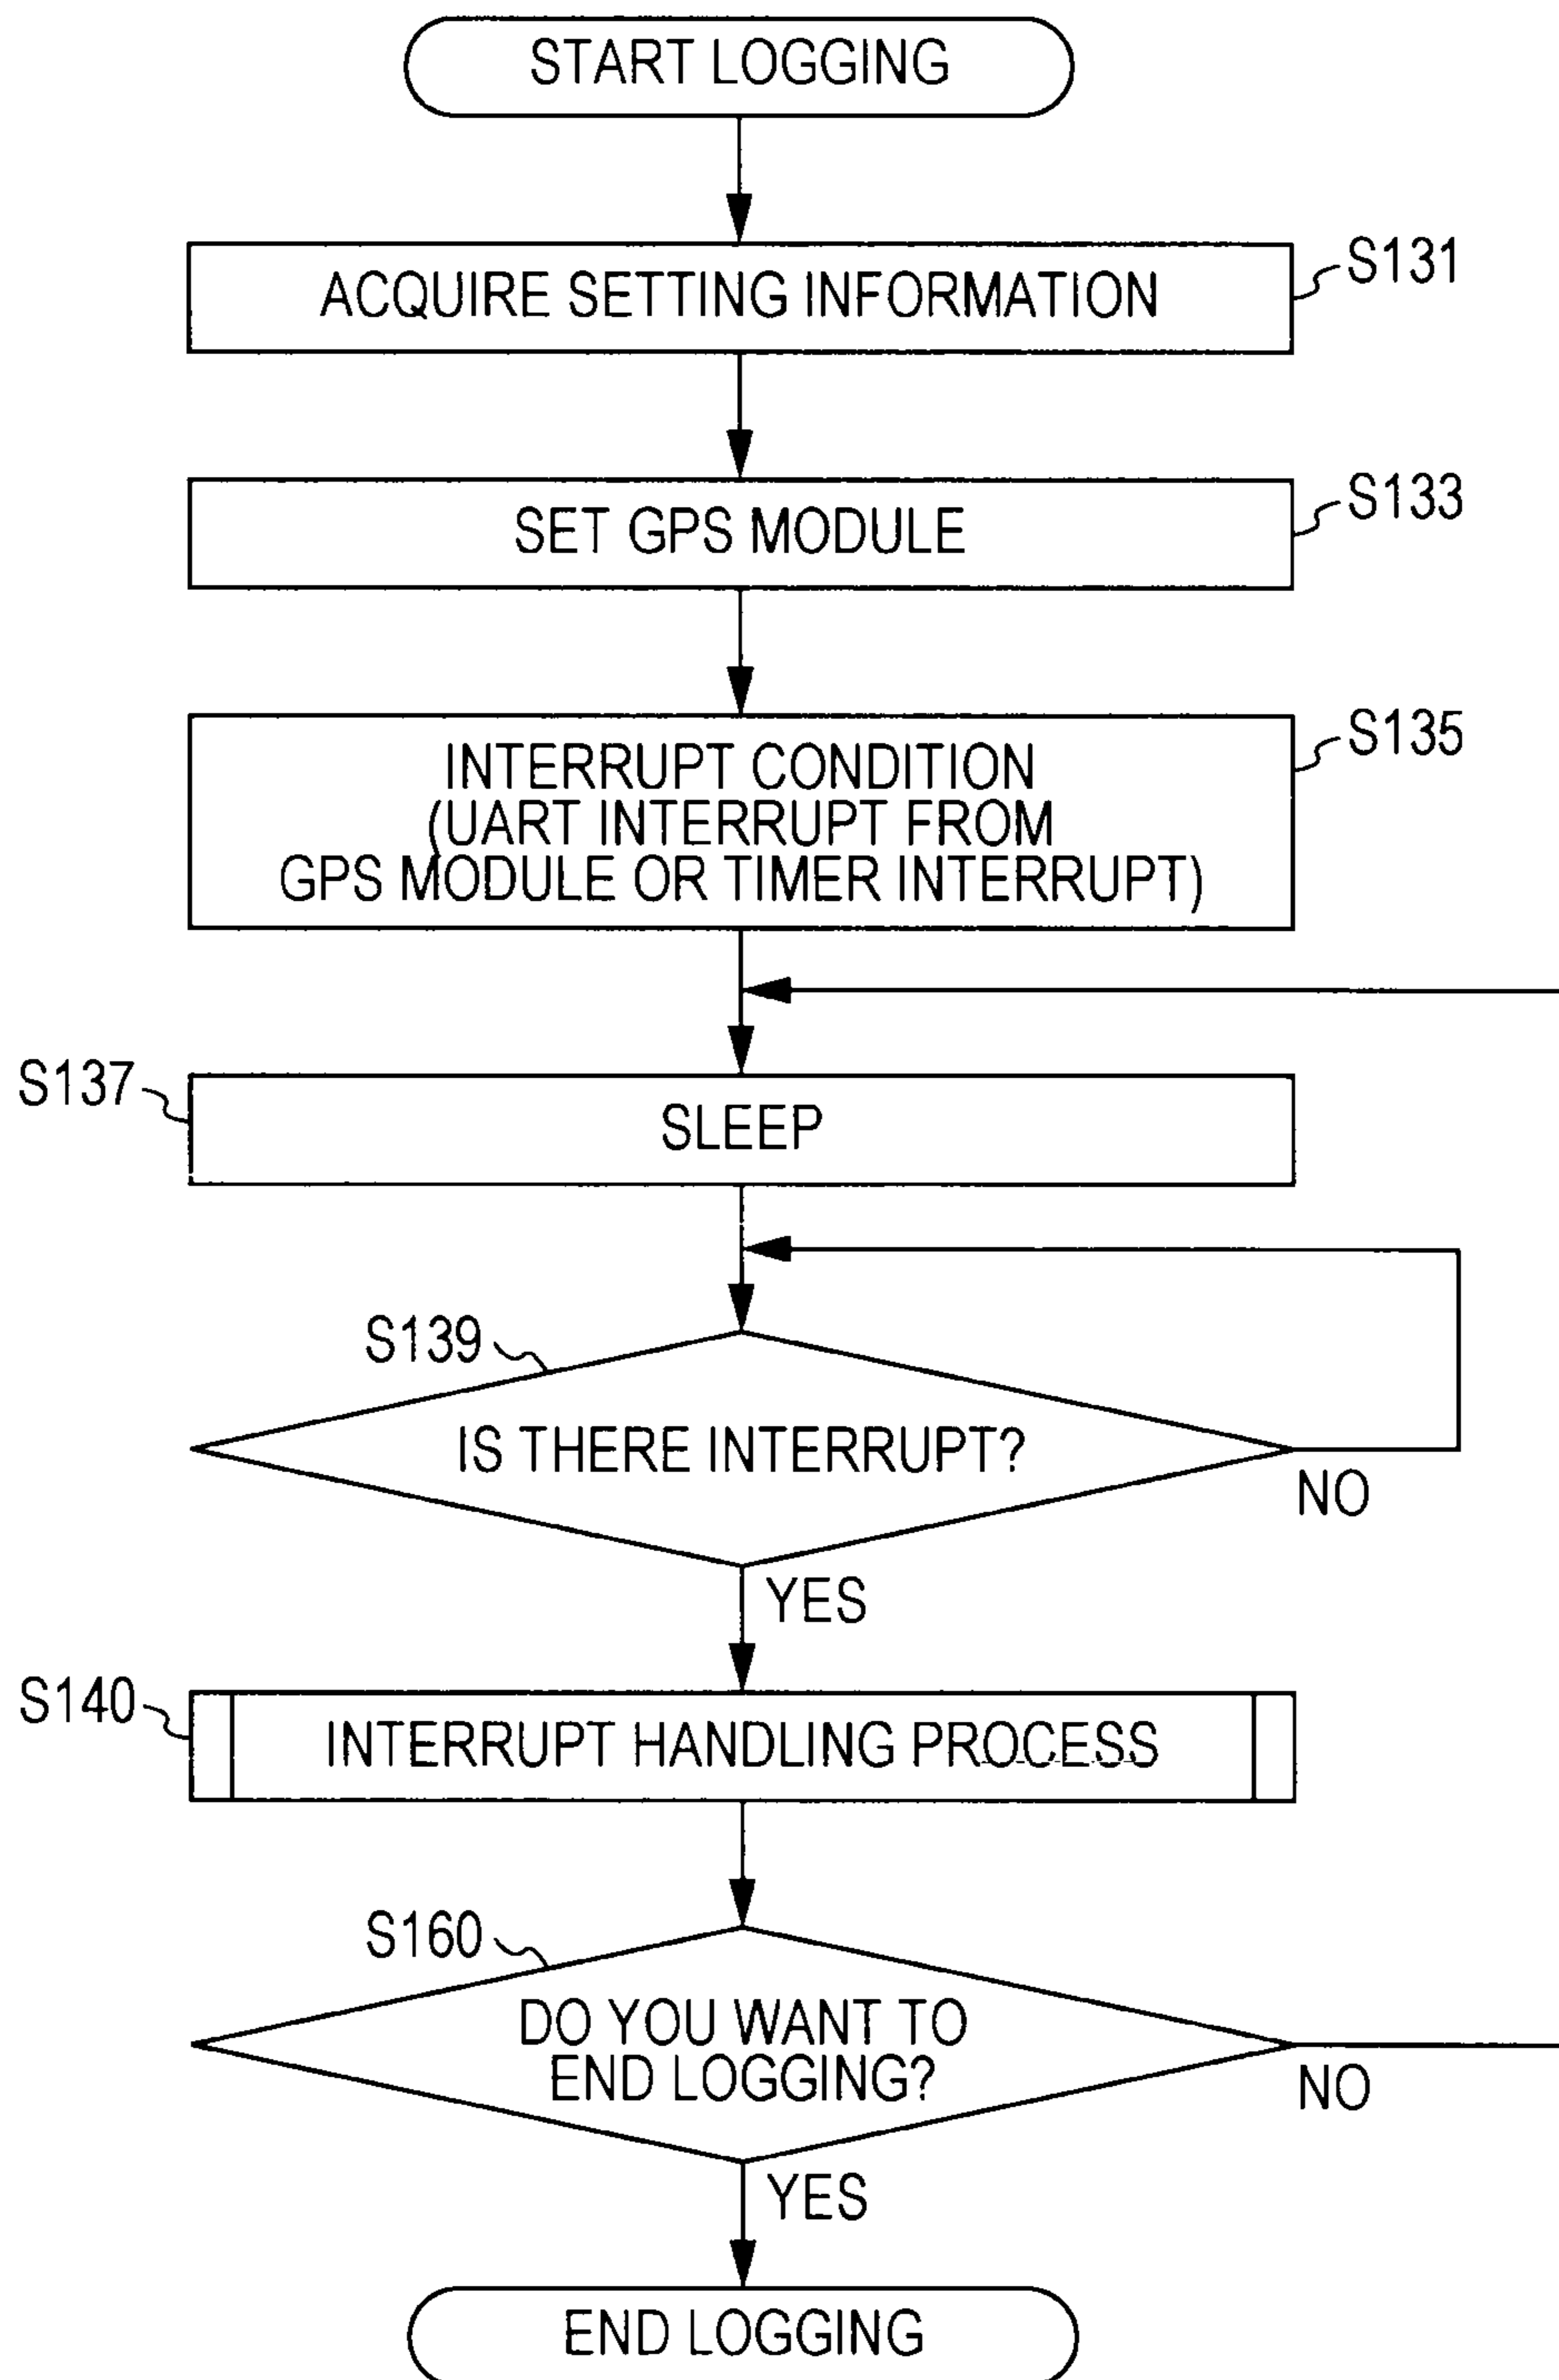 START LOGGING
ACQUIRE SETTING INFORMATION
S131
SET GPS MODULE
S133
INTERRUPT CONDITION
(UART INTERRUPT FROM
GPS MODULE OR TIMER INTERRUPT)
S135
S137
SLEEP
S139
IS THERE INTERRUPT?
NO
YES
S140
INTERRUPT HANDLING PROCESS
S160
DO YOU WANT TO
END LOGGING?
NO
YES
END LOGGING